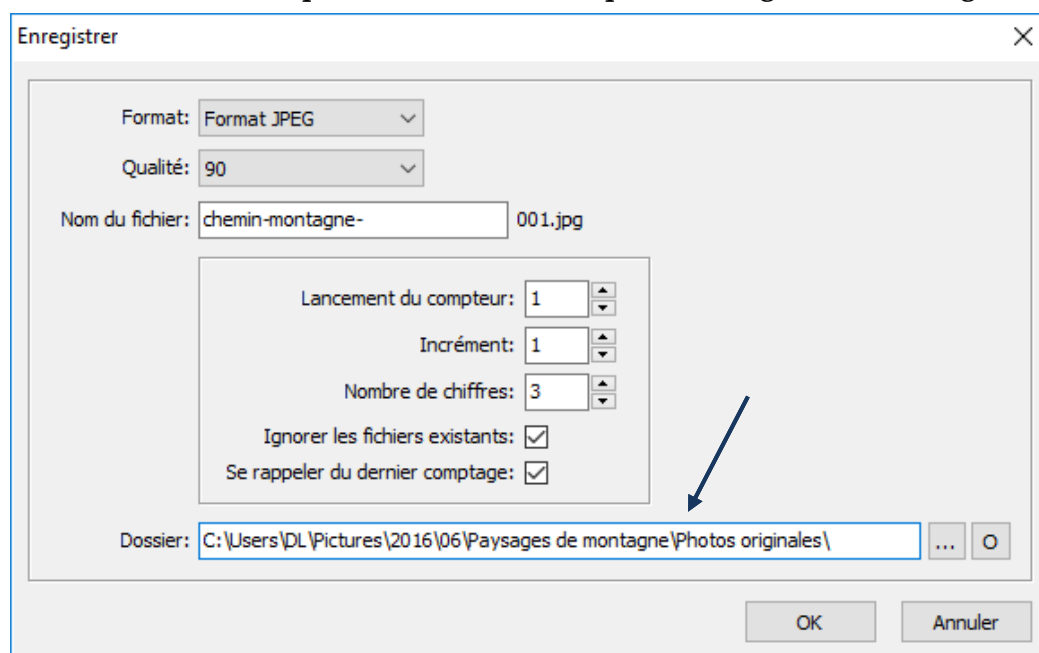 Enregistrer
Format: Format JPEG
Qualité: 90
Nom du fichier: chemin-montagne- 001.jpg
Lancement du compteur: 1
Incrément: 1
Nombre de chiffres: 3
Ignorer les fichiers existants:
Se rappeler du dernier comptage:
Dossier: C:\Users\DL\Pictures\2016\06\Paysages de montagne\Photos originales\ ... O
OK Annuler